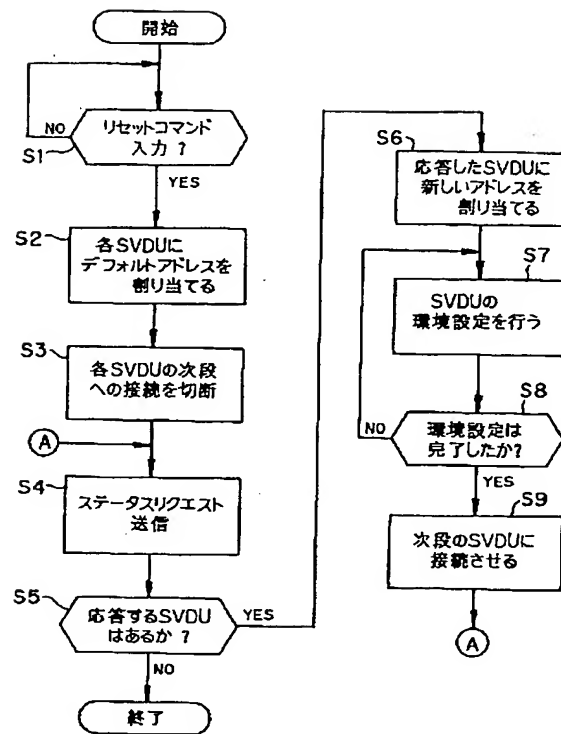 開始
NO
リセットコマンド
入力？
S1
YES
S2
各SVDUに
デフォルトアドレスを
割り当てる
S3
各SVDUの次段
への接続を切断
A
S4
ステータスリクエスト
送信
S5
応答するSVDU
はあるか？
YES
NO
終了
S6
応答したSVDUに
新しいアドレスを
割り当てる
S7
SVDUの
環境設定を行う
S8
NO
環境設定は
完了したか？
YES
S9
次段のSVDUに
接続させる
A